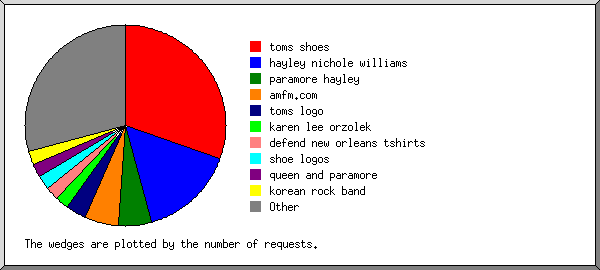 toms shoes
hayley nichole williams
paramore hayley
amfm.com
toms logo
karen lee orzolek
defend new orleans tshirts
shoe logos
queen and paramore
korean rock band
Other
The wedges are plotted by the number of requests.